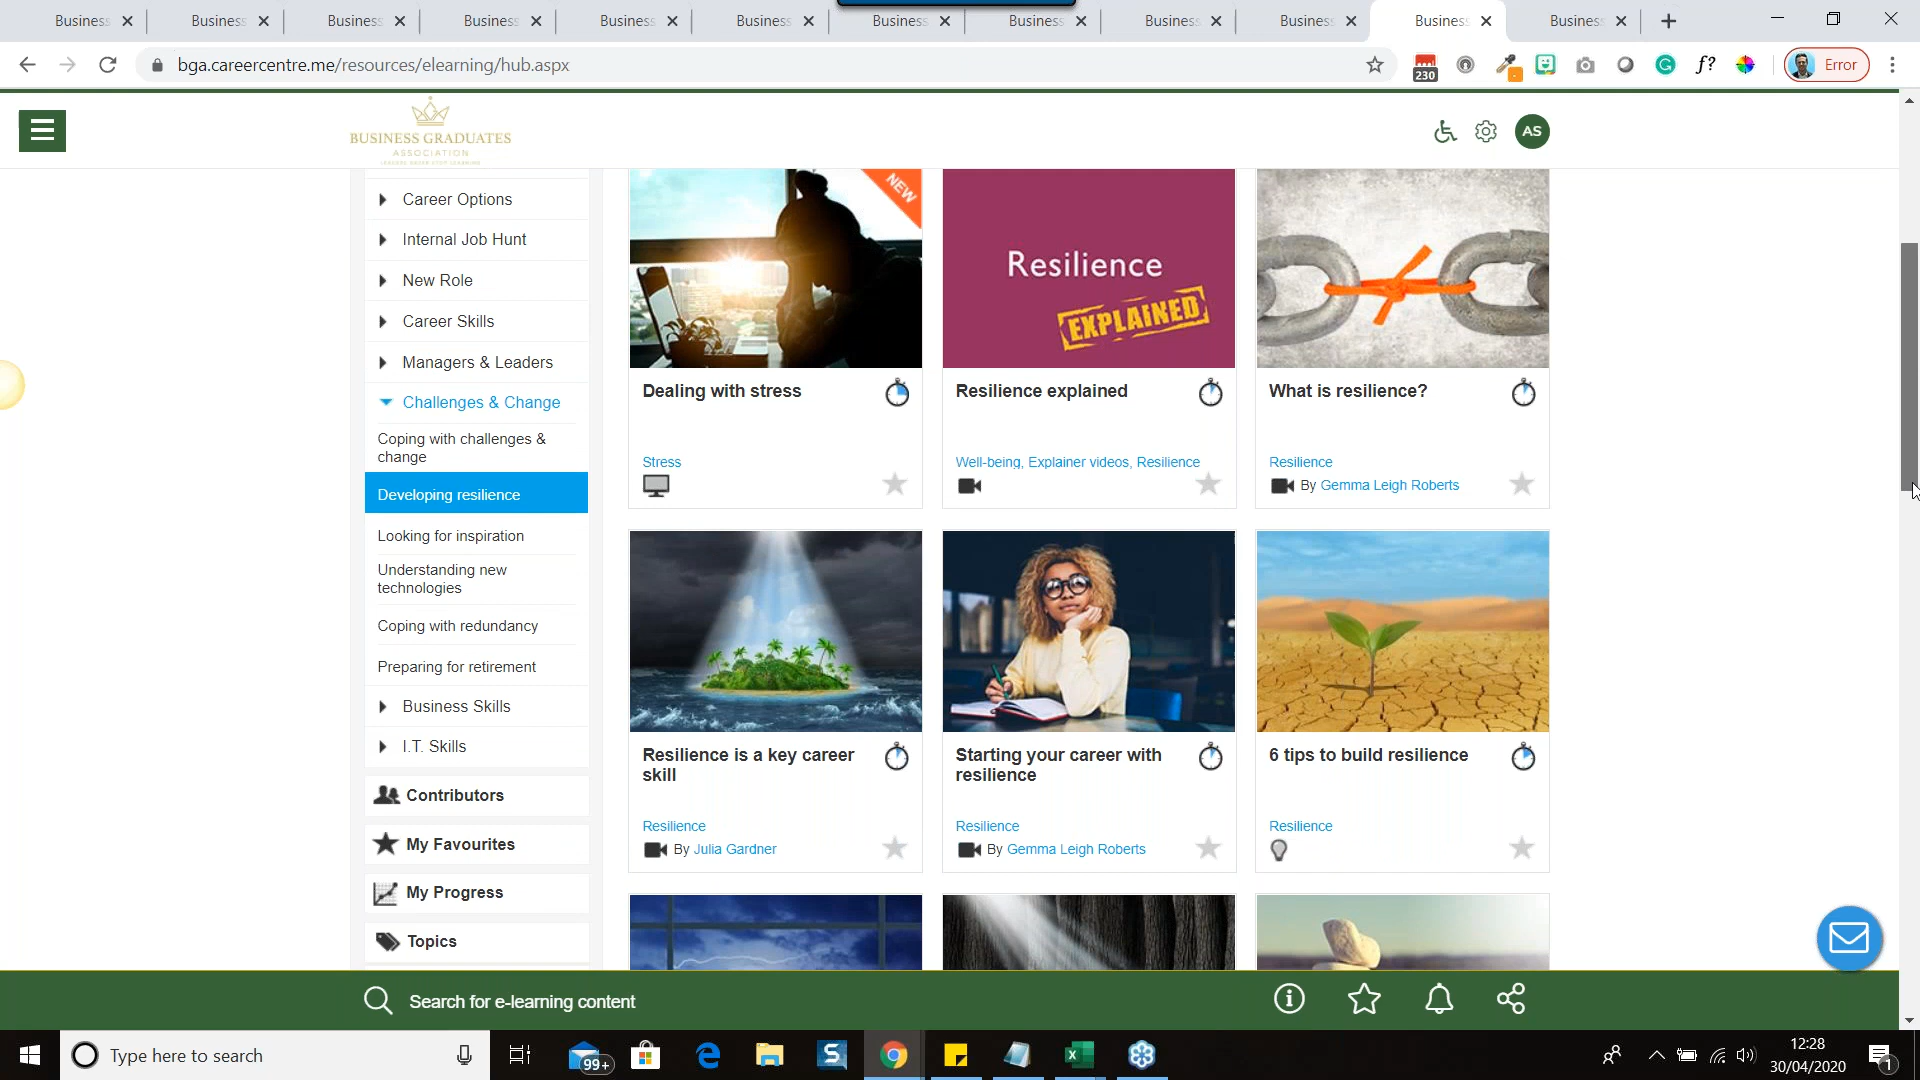 Business
Business
Business
Business
Business
Business
Business
Business
Business
Business
Business
Business
bga.careercentre.me/resources/elearning/hub.aspx
230
f?
Error
BUSINESS GRADUATES
ASSOCIATION
AS
Career Options
Internal Job Hunt
New Role
Career Skills
Managers & Leaders
Challenges & Change
Coping with challenges &
change
Developing resilience
Looking for inspiration
Understanding new
technologies
Coping with redundancy
Preparing for retirement
Business Skills
I.T. Skills
Contributors
My Favourites
My Progress
Topics
NEW
Dealing with stress
Stress
Resilience
EXPLAINED
Resilience explained
Well-being, Explainer videos, Resilience
What is resilience?
Resilience
By Gemma Leigh Roberts
Resilience is a key career
skill
Resilience
By Julia Gardner
Starting your career with
resilience
Resilience
By Gemma Leigh Roberts
6 tips to build resilience
Resilience
Search for e-learning content
Type here to search
99+
12:28
30/04/2020
1